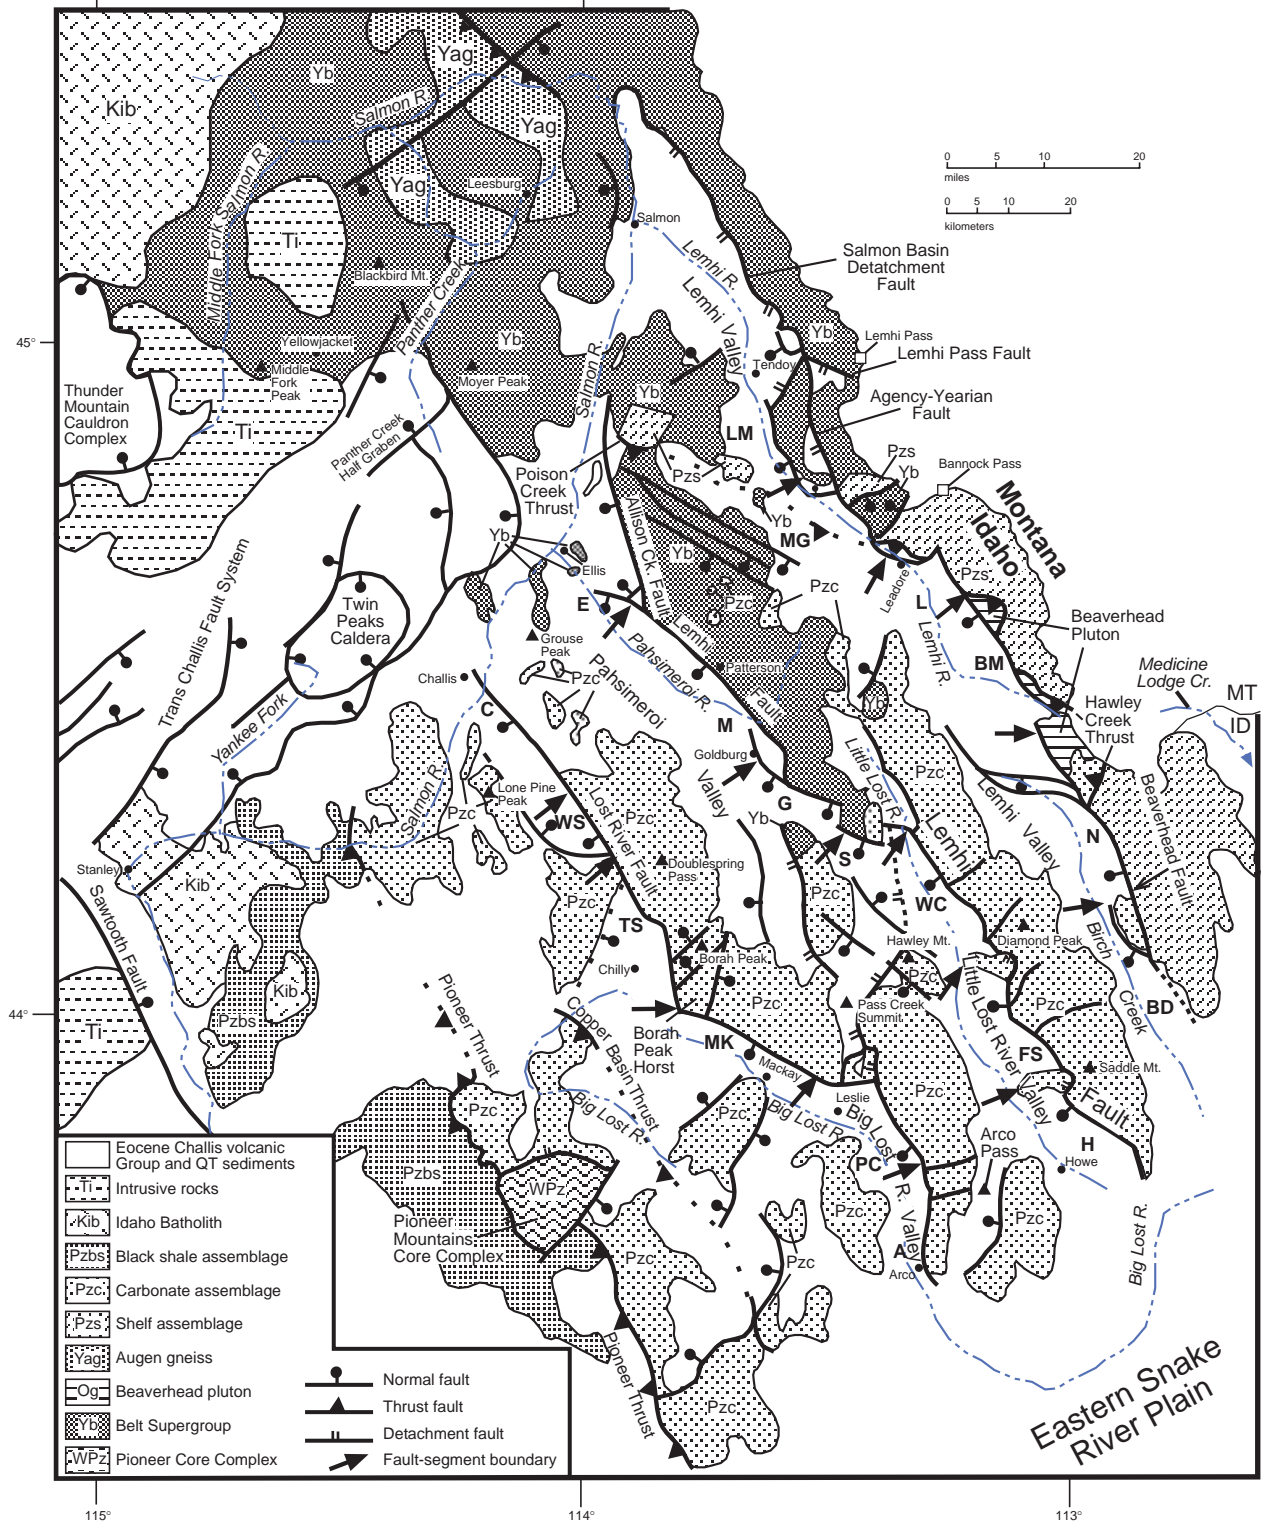 Kib
Yb
Yag
Salmon R.
Yag
Yag
Leesburg
Middle Fork Salmon R.
Ti
Blackbird Mt.
Panther Creek
Salmon
Lemhi R.
Lemhi Valley
0 5 10 20
miles
0 5 10 20
kilometers
Salmon Basin
Detatchment
Fault
45°
Yellowjacket
Middle
Fork
Peak
Yb
Moyer Peak
Salmon R.
Yb
Tendoy
Yb
Lemhi Pass
Lemhi Pass Fault
Agency-Yearian
Fault
Thunder
Mountain
Cauldron
Complex
Ti
Panther Creek
Half Graben
LM
Poison
Creek
Thrust
Pzs
Pzs
Yb
Bannock Pass
Montana
Idaho
Allison Ck. Fault
Yb
MG
Yb
Yb
Ellis
E
Pzc
Pzc
Leadore
L
Pzs
Lemhi R.
BM
Beaverhead
Pluton
Medicine
Lodge Cr.
MT
ID
Hawley
Creek
Thrust
Trans Challis Fault System
Twin
Peaks
Caldera
Yankee Fork
Grouse
Peak
Challis
Pzc
C
Pahsimeroi
Valley
Pahsimeroi R.
Lemhi
Fault
Patterson
M
Goldburg
G
Yb
Yb
Little Lost R.
Pzc
Lemhi
Lemhi Valley
Beaverhead Fault
N
Salmon R.
Lone Pine
Peak
Pzc
WS
Lost River Fault
Pzc
Doublespring
Pass
S
Pzc
WC
Stanley
Kib
Sawtooth Fault
Pzc
TS
Chilly
Borah Peak
Pzc
Hawley Mt.
Pzc
Diamond Peak
Pass Creek
Summit
Birch
Creek
BD
44°
Ti
Kib
Pzbs
Pioneer Thrust
Copper Basin Thrust
Borah
Peak
Horst
MK
Mackay
Little Lost River
Valley
Pzc
FS
Saddle Mt.
Fault
Leslie
Pzc
Big Lost R.
Big Lost R.
Big Lost
R. Valley
Pzc
Pzc
Pzbs
WPz
Pioneer
Mountains
Core Complex
PC
Arco
Pass
H
Howe
Pzc
Pzc
Pzc
Pzc
A
Arco
Big Lost R.
Pioneer Thrust
Pzc
Eastern Snake
River Plain
Eocene Challis volcanic
Group and QT sediments
Ti Intrusive rocks
Kib Idaho Batholith
Pzbs Black shale assemblage
Pzc Carbonate assemblage
Pzs Shelf assemblage
Yag Augen gneiss
Og Beaverhead pluton
Yb Belt Supergroup
WPz Pioneer Core Complex
Normal fault
Thrust fault
Detachment fault
Fault-segment boundary
115° 114° 113°